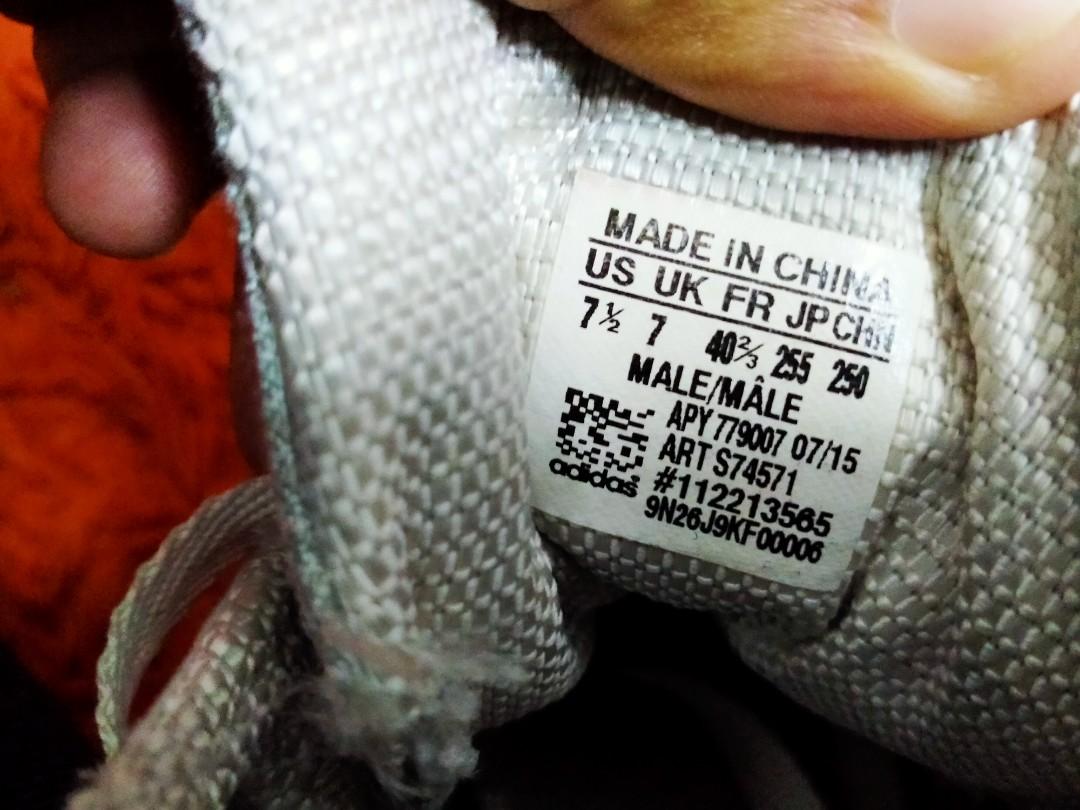 MADE IN CHINA
US UK FR JP CHN
7½ 7 40⅔ 255 250
MALE/MÂLE
APY 779007 07/15
ART S74571
#112213565
9N26J9KF00006
adidas